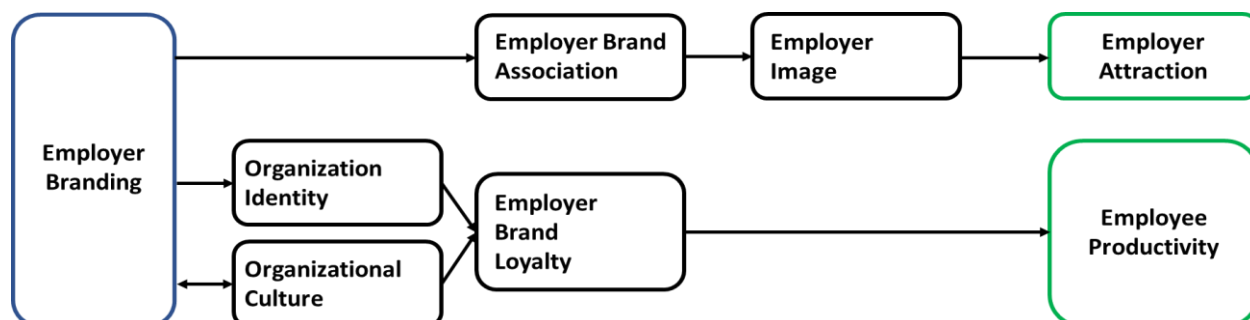 Employer
Branding
Employer Brand
Association
Employer
Image
Employer
Attraction
Organization
Identity
Organizational
Culture
Employer
Brand
Loyalty
Employee
Productivity